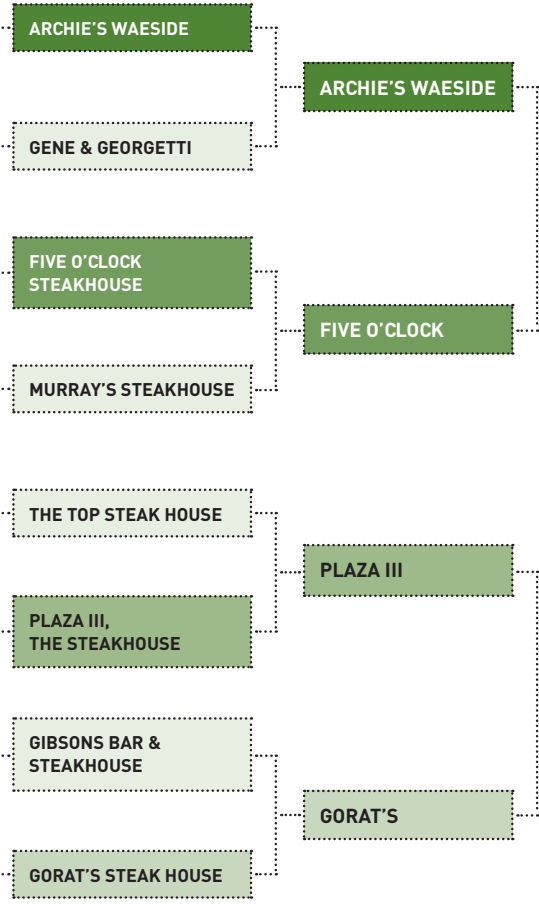 ARCHIE'S WAESIDE
GENE & GEORGETTI
FIVE O'CLOCK
STEAKHOUSE
MURRAY'S STEAKHOUSE
THE TOP STEAK HOUSE
PLAZA III,
THE STEAKHOUSE
GIBSONS BAR &
STEAKHOUSE
GORAT'S STEAK HOUSE
ARCHIE'S WAESIDE
FIVE O'CLOCK
PLAZA III
GORAT'S